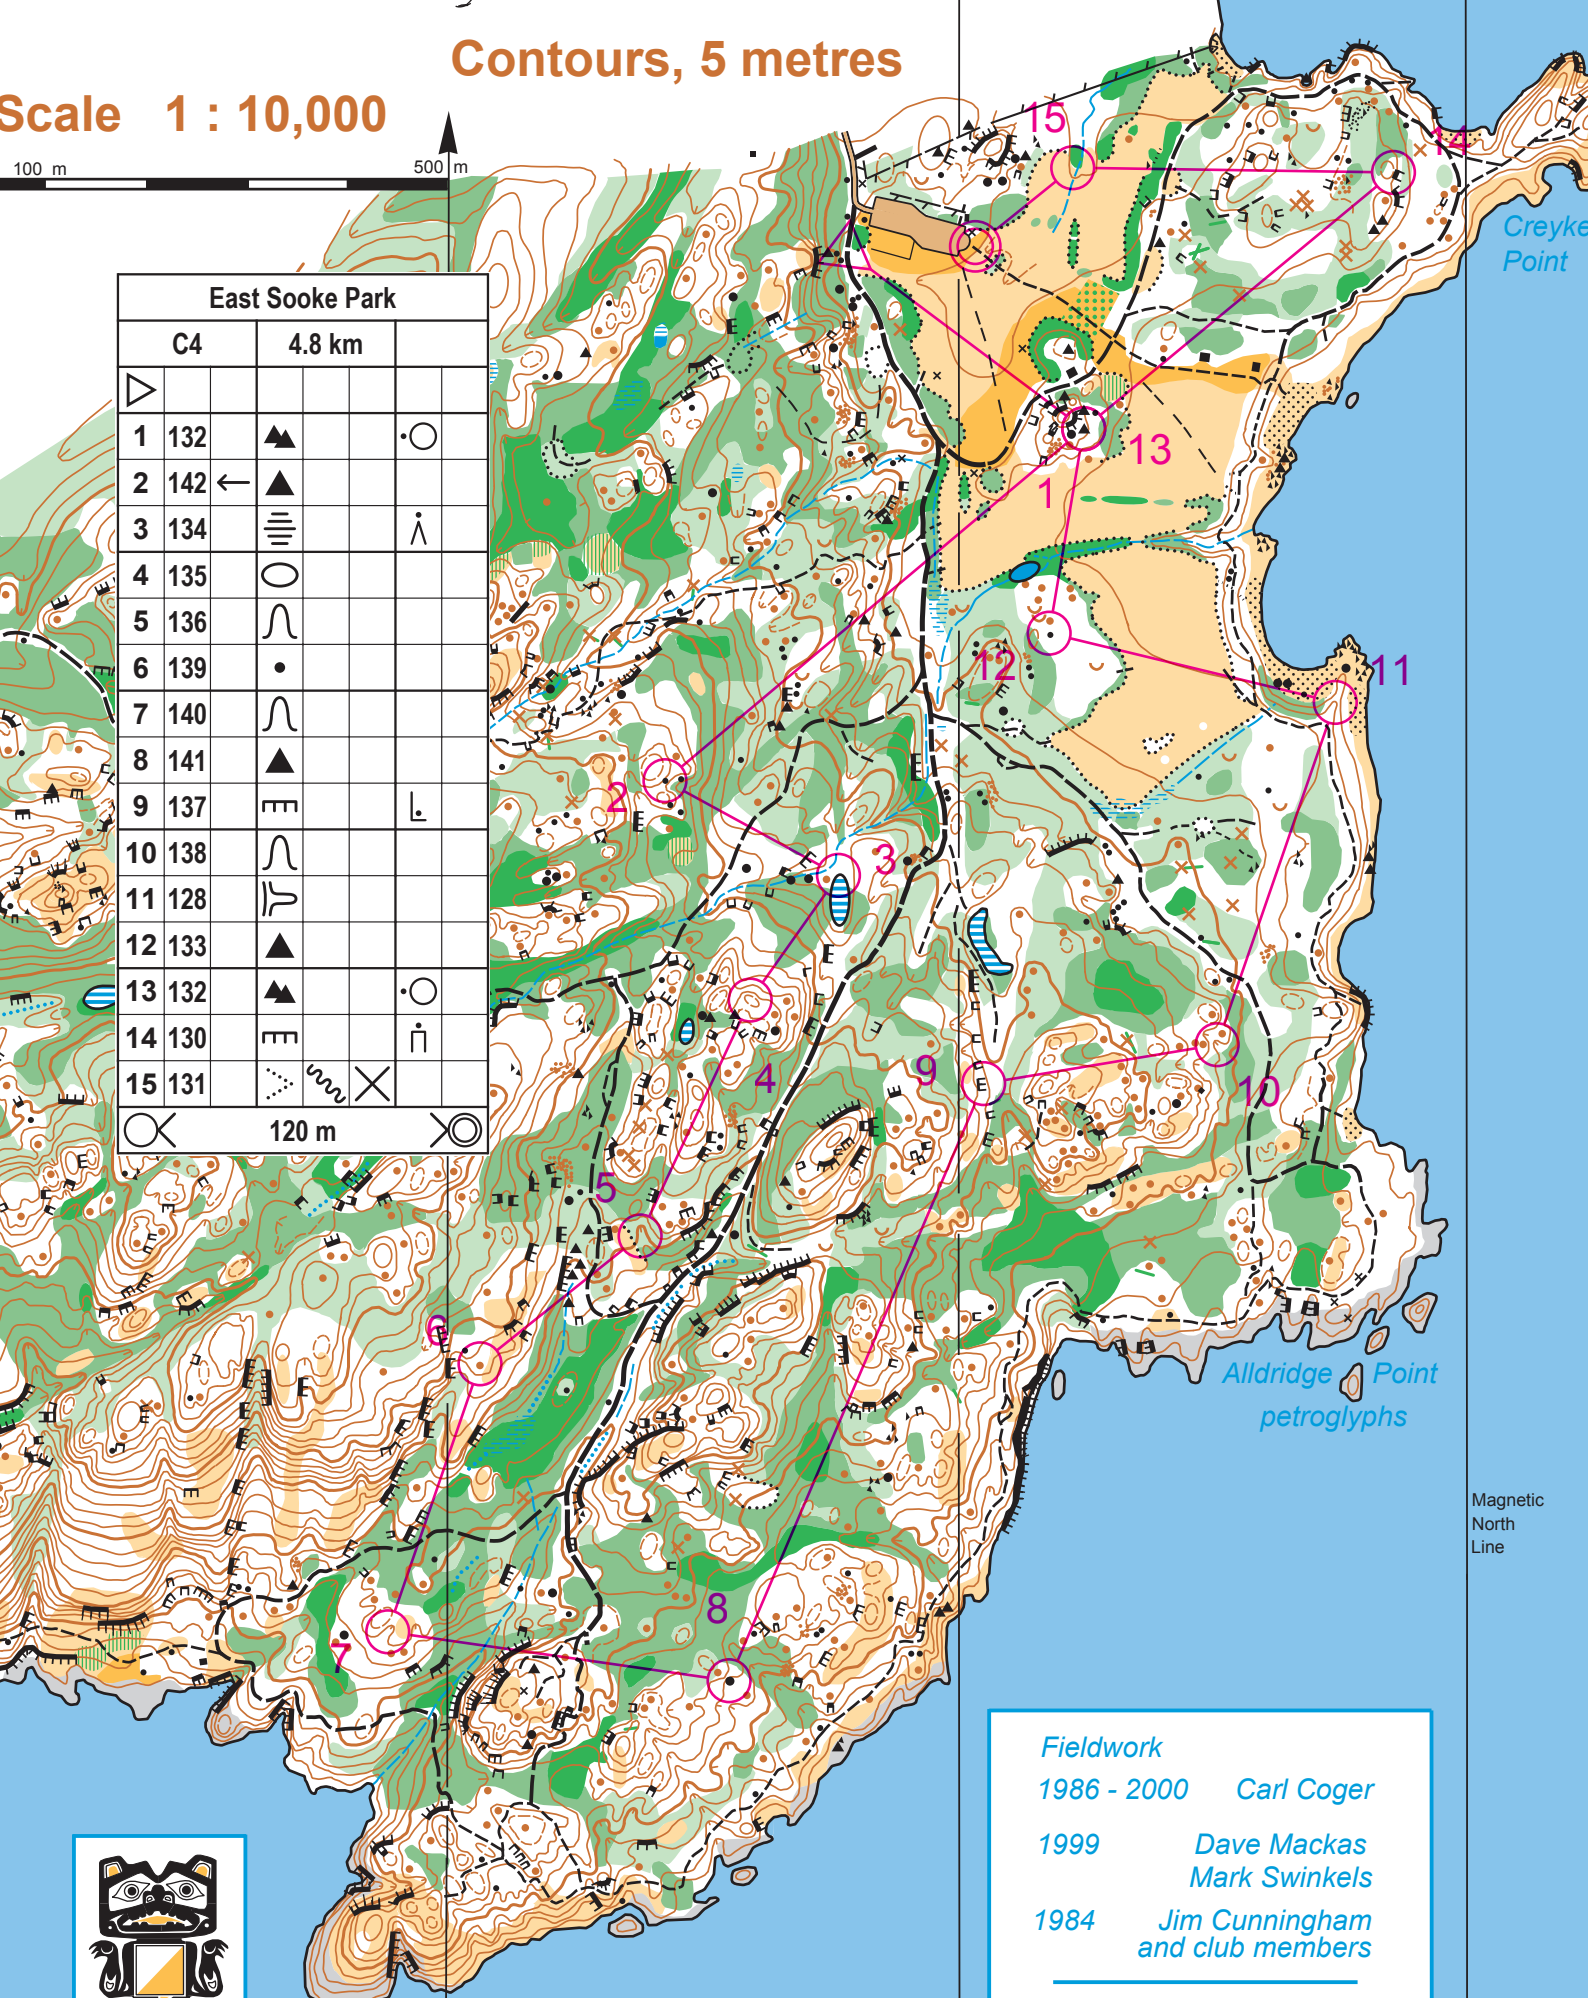 Contours, 5 metres
Scale 1 : 10,000
100 m
500 m
East Sooke Park
C4 4.8 km
1 132
2 142
3 134
4 135
5 136
6 139
7 140
8 141
9 137
10 138
11 128
12 133
13 132
14 130
15 131
120 m
15
14
Creyke
Point
13
1
12
11
2
3
4
9
10
5
6
8
7
Alldridge Point
petroglyphs
Magnetic
North
Line
Fieldwork
1986 - 2000 Carl Coger
1999 Dave Mackas
Mark Swinkels
1984 Jim Cunningham
and club members